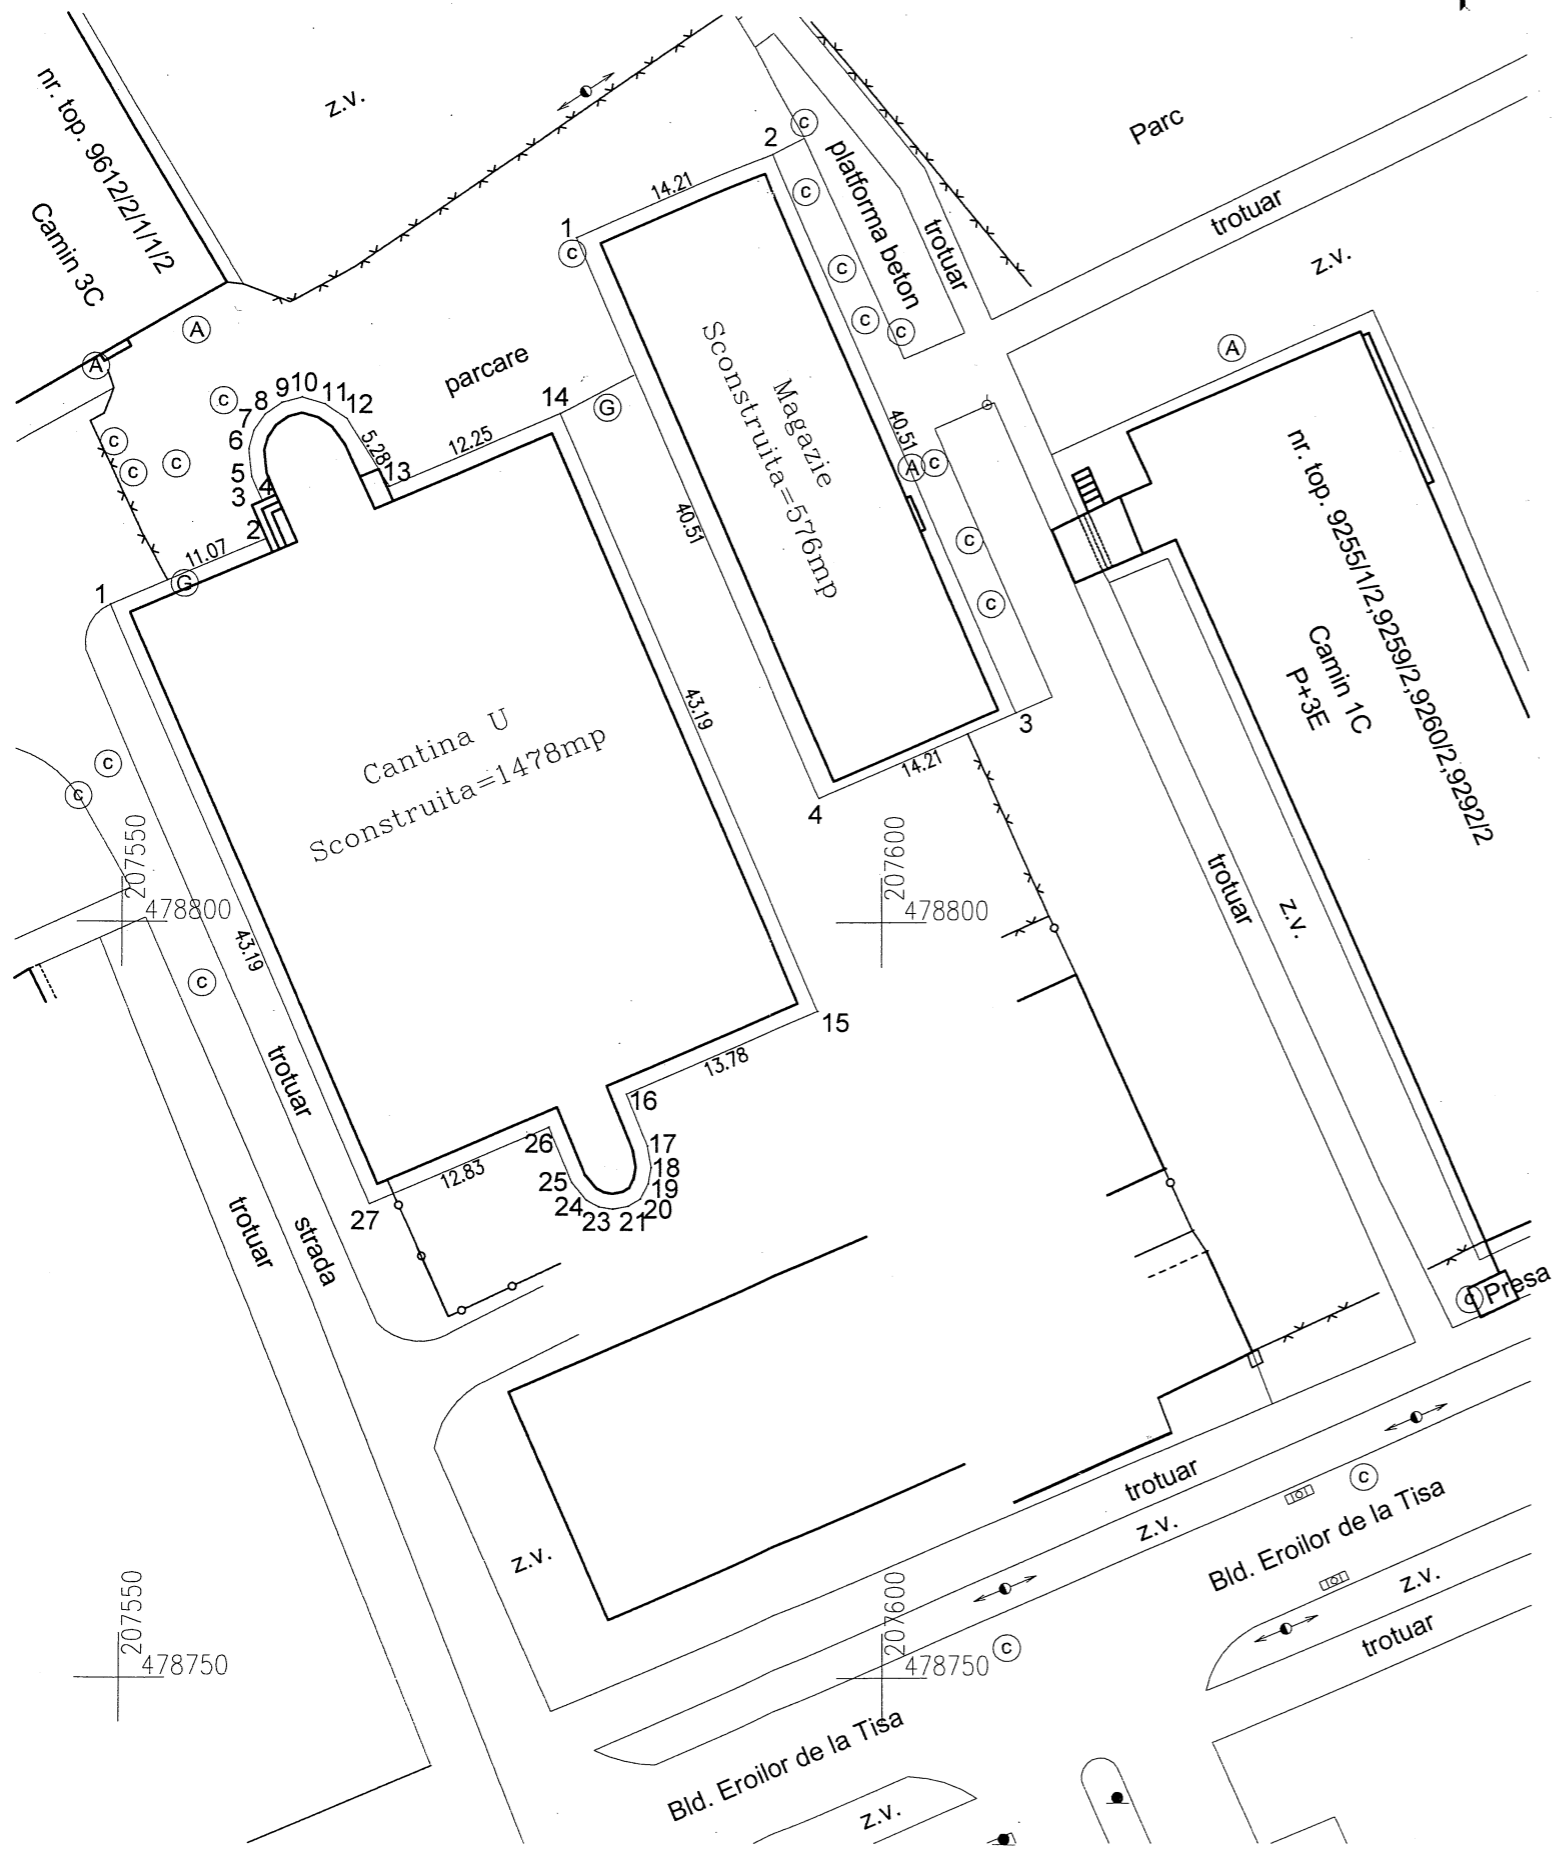 nr. top. 9612/2/1/1/2
Camin 3C
z.v.
Parc
trotuar
z.v.
platforma beton
trotuar
c
2
c
14.21
1
c
c
c
c
A
A
A
parcare
c
9
10
11
12
8
7
6
5
4
3
2
5.28
13
12.25
14
G
c
c
c
11.07
G
1
Magazie
Sconstruita=576mp
40.51
40.51
A
c
c
c
3
14.21
4
nr. top. 9255/1/2,9259/2,9260/2,9292/2
Camin 1C
P+3E
Cantina U
Sconstruita=1478mp
43.19
43.19
c
c
207550
478800
207600
478800
c
trotuar
z.v.
15
13.78
16
17
18
19
20
21
23
24
25
26
12.83
27
trotuar
trotuar
strada
c
Presa
trotuar
z.v.
c
Bld. Eroilor de la Tisa
z.v.
z.v.
trotuar
207550
478750
207600
478750
c
Bld. Eroilor de la Tisa
z.v.